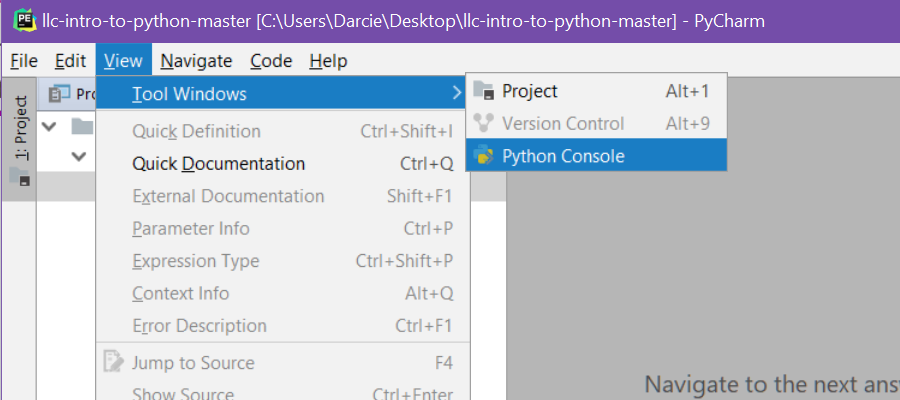 PE llc-intro-to-python-master [C:\Users\Darcie\Desktop\llc-intro-to-python-master] - PyCharm
File Edit View Navigate Code Help
1: Project
Tool Windows
Quick Definition Ctrl+Shift+I
Quick Documentation Ctrl+Q
External Documentation Shift+F1
Parameter Info Ctrl+P
Expression Type Ctrl+Shift+P
Context Info Alt+Q
Error Description Ctrl+F1
Jump to Source F4
Show Source Ctrl+Enter
Project Alt+1
Version Control Alt+9
Python Console
Navigate to the next